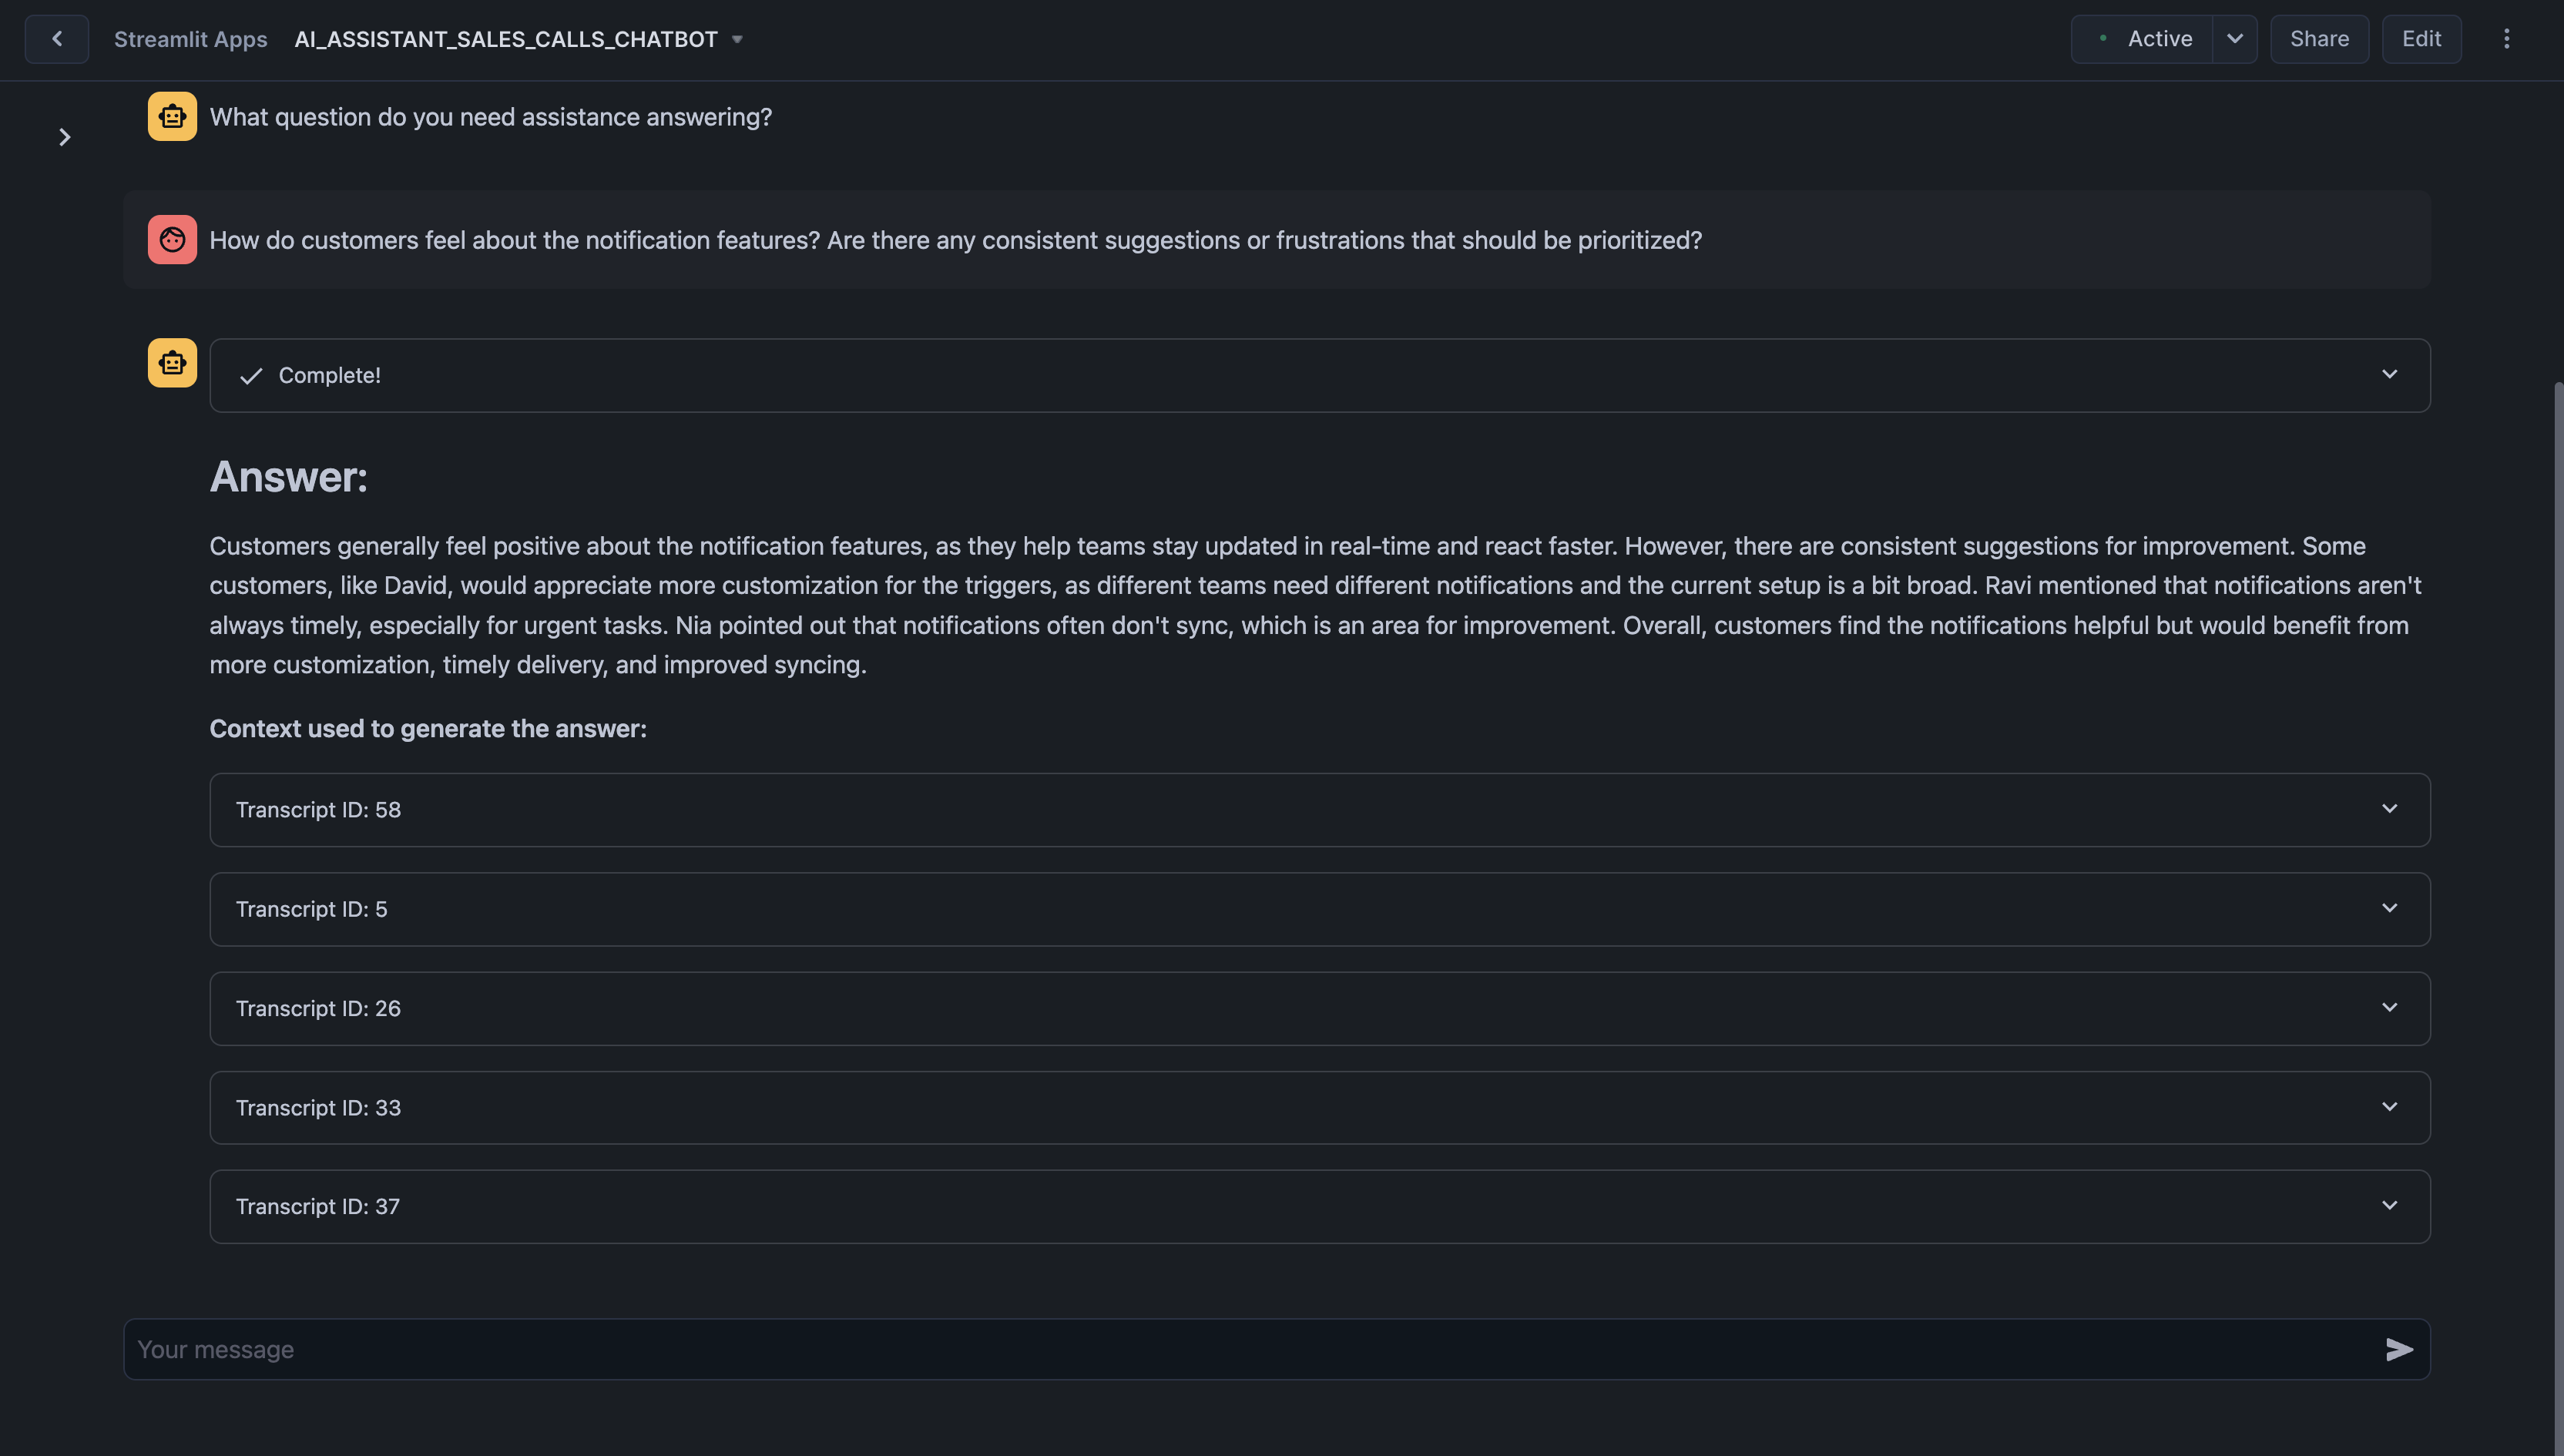 Streamlit Apps AI_ASSISTANT_SALES_CALLS_CHATBOT Active Share Edit
What question do you need assistance answering?
How do customers feel about the notification features? Are there any consistent suggestions or frustrations that should be prioritized?
Complete!
Answer:
Customers generally feel positive about the notification features, as they help teams stay updated in real-time and react faster. However, there are consistent suggestions for improvement. Some
customers, like David, would appreciate more customization for the triggers, as different teams need different notifications and the current setup is a bit broad. Ravi mentioned that notifications aren't
always timely, especially for urgent tasks. Nia pointed out that notifications often don't sync, which is an area for improvement. Overall, customers find the notifications helpful but would benefit from
more customization, timely delivery, and improved syncing.
Context used to generate the answer:
Transcript ID: 58
Transcript ID: 5
Transcript ID: 26
Transcript ID: 33
Transcript ID: 37
Your message